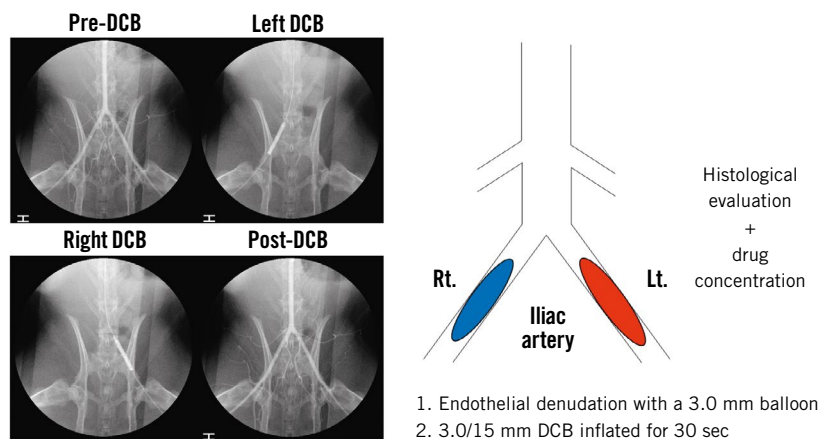 Pre-DCB
Left DCB
Right DCB
Post-DCB
H
H
H
Rt.
Lt.
Iliac
artery
Histological
evaluation
+
drug
concentration
1. Endothelial denudation with a 3.0 mm balloon
2. 3.0/15 mm DCB inflated for 30 sec